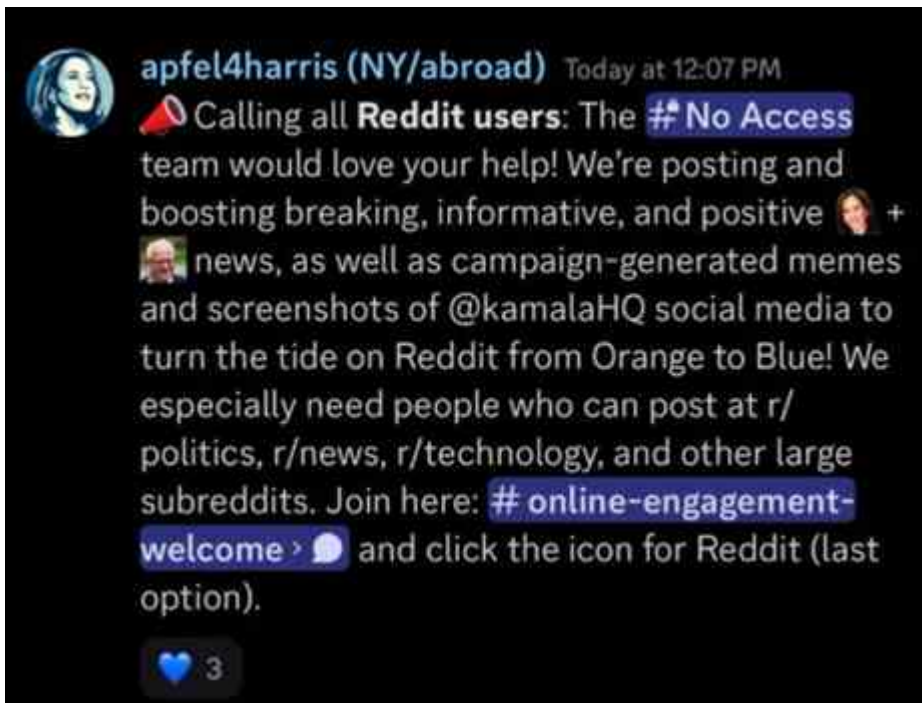 apfel4harris (NY/abroad) Today at 12:07 PM
📣 Calling all Reddit users: The # No Access
team would love your help! We're posting and
boosting breaking, informative, and positive +
news, as well as campaign-generated memes
and screenshots of @kamalaHQ social media to
turn the tide on Reddit from Orange to Blue! We
especially need people who can post at r/
politics, r/news, r/technology, and other large
subreddits. Join here: # online-engagement-
welcome › 💬 and click the icon for Reddit (last
option).
💙 3